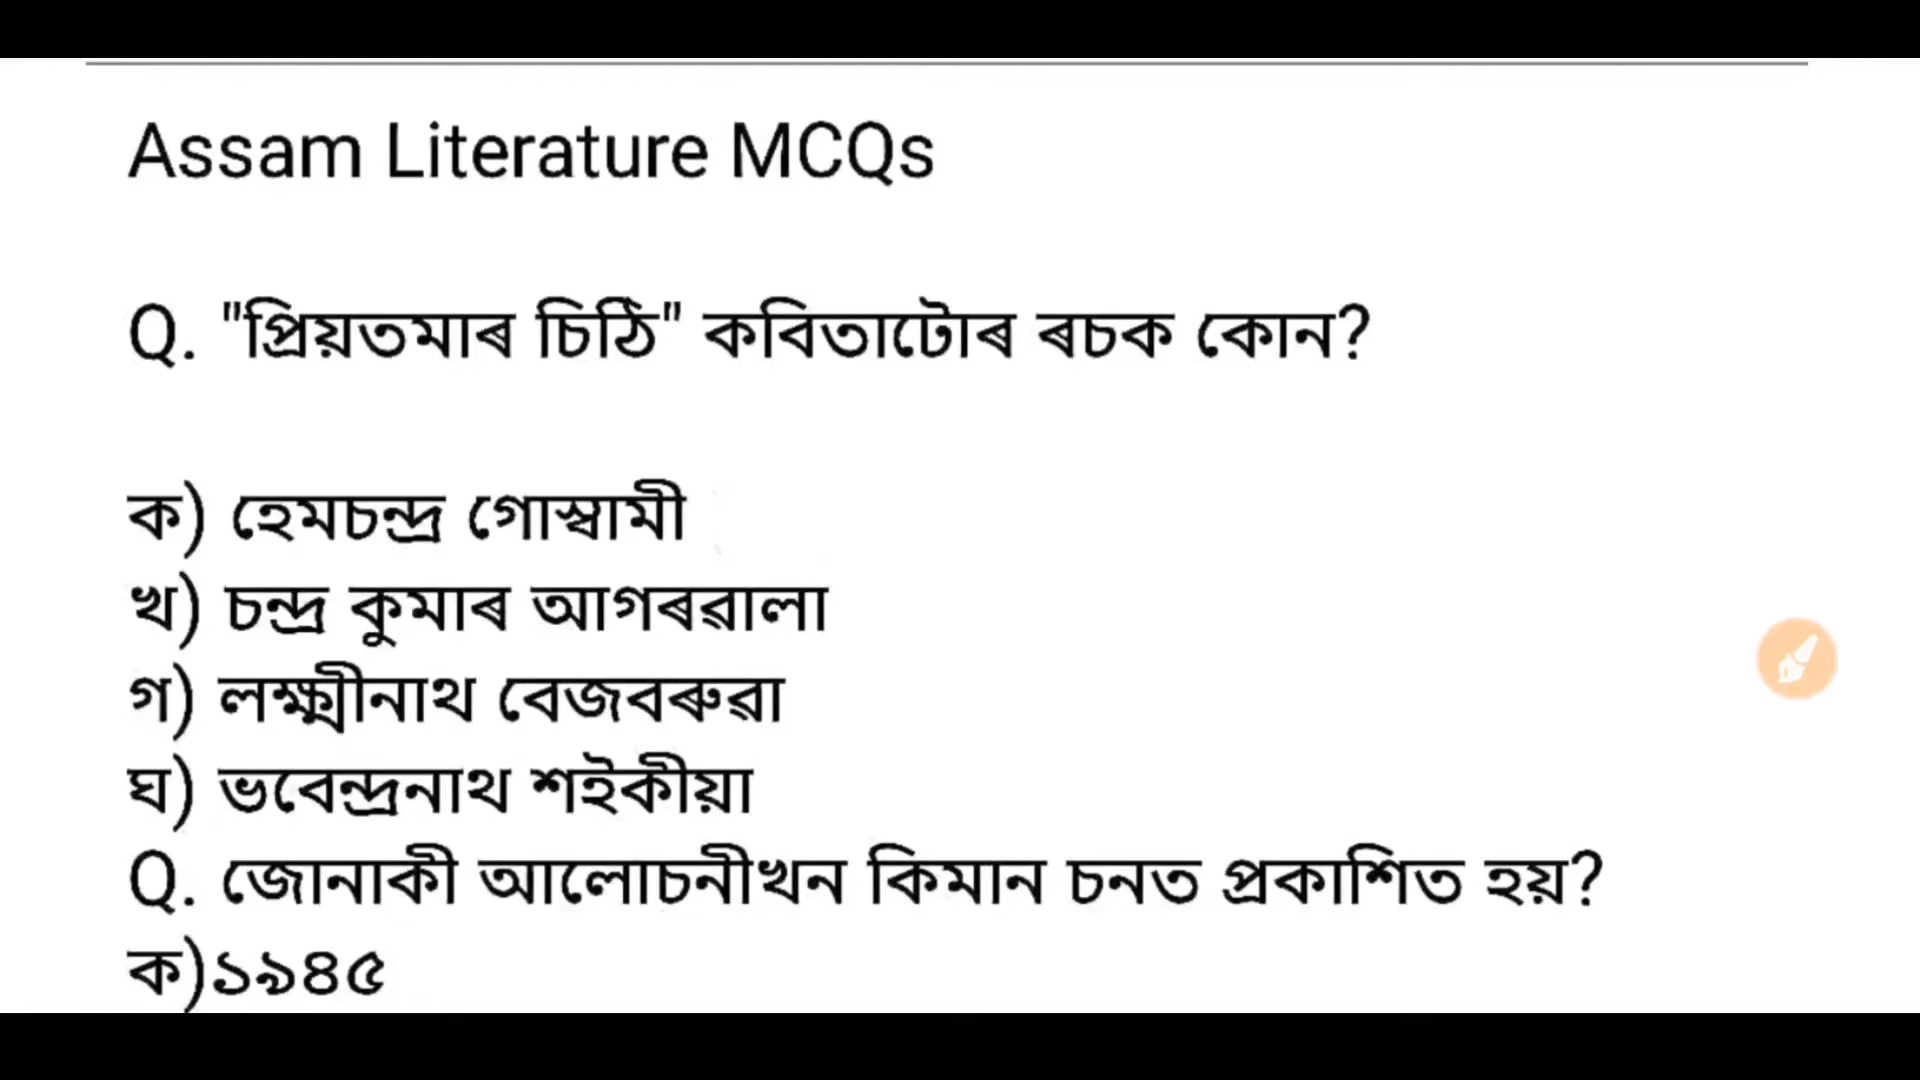 Assam Literature MCQs
Q. "প্ৰিয়তমাৰ চিঠি" কবিতাটোৰ ৰচক কোন?
ক) হেমচন্দ্ৰ গোস্বামী
খ) চন্দ্ৰ কুমাৰ আগৰৱালা
গ) লক্ষ্মীনাথ বেজবৰুৱা
ঘ) ভবেন্দ্ৰনাথ শইকীয়া
Q. জোনাকী আলোচনীখন কিমান চনত প্ৰকাশিত হয়?
ক)১৯৪৫